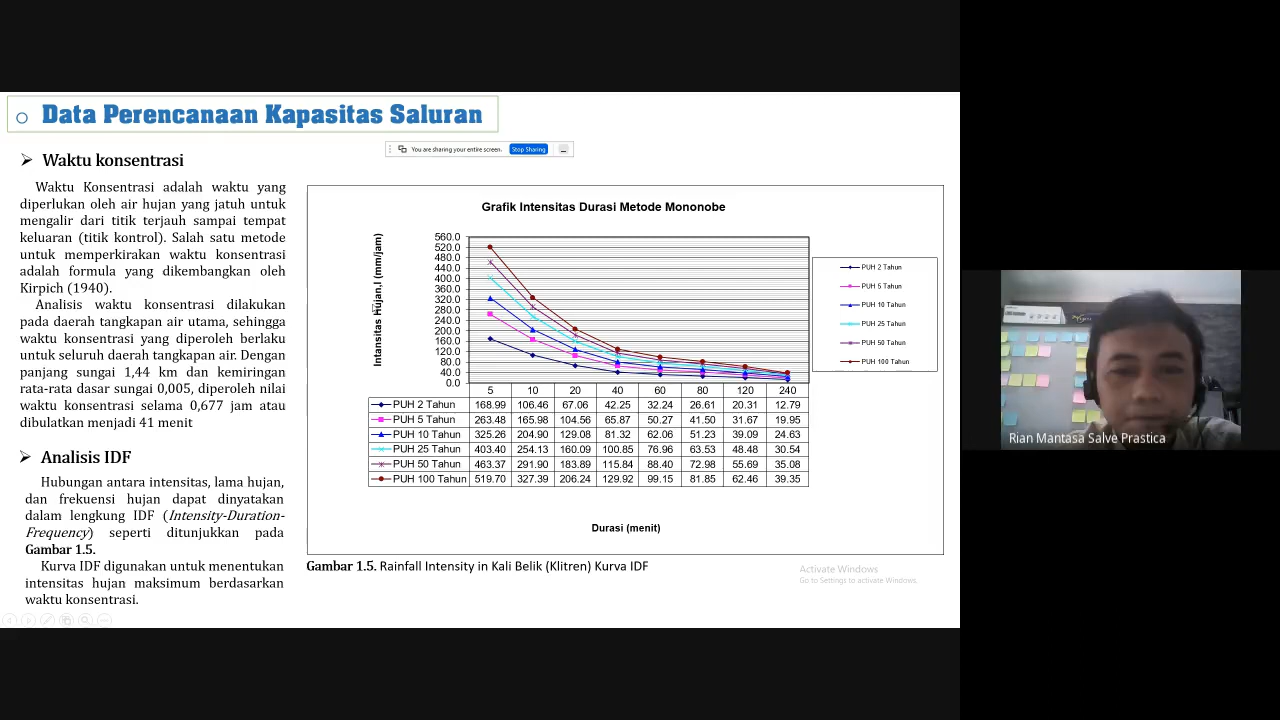 Data Perencanaan Kapasitas Saluran
You are sharing your entire screen.
Stop Sharing
Waktu konsentrasi
Waktu Konsentrasi adalah waktu yang
diperlukan oleh air hujan yang jatuh untuk
mengalir dari titik terjauh sampai tempat
keluaran (titik kontrol). Salah satu metode
untuk memperkirakan waktu konsentrasi
adalah formula yang dikembangkan oleh
Kirpich (1940).
Analisis waktu konsentrasi dilakukan
pada daerah tangkapan air utama, sehingga
waktu konsentrasi yang diperoleh berlaku
untuk seluruh daerah tangkapan air. Dengan
panjang sungai 1,44 km dan kemiringan
rata-rata dasar sungai 0,005, diperoleh nilai
waktu konsentrasi selama 0,677 jam atau
dibulatkan menjadi 41 menit
Analisis IDF
Hubungan antara intensitas, lama hujan,
dan frekuensi hujan dapat dinyatakan
dalam lengkung IDF (Intensity-Duration-
Frequency) seperti ditunjukkan pada
Gambar 1.5.
Kurva IDF digunakan untuk menentukan
intensitas hujan maksimum berdasarkan
waktu konsentrasi.
Grafik Intensitas Durasi Metode Mononobe
Intansitas Hujan,I (mm/jam)
560.0
520.0
480.0
440.0
400.0
360.0
320.0
280.0
240.0
200.0
160.0
120.0
80.0
40.0
0.0
5 10 20 40 60 80 120 240
PUH 2 Tahun 168.99 106.46 67.06 42.25 32.24 26.61 20.31 12.79
PUH 5 Tahun 263.48 165.98 104.56 65.87 50.27 41.50 31.67 19.95
PUH 10 Tahun 325.26 204.90 129.08 81.32 62.06 51.23 39.09 24.63
PUH 25 Tahun 403.40 254.13 160.09 100.85 76.96 63.53 48.48 30.54
PUH 50 Tahun 463.37 291.90 183.89 115.84 88.40 72.98 55.69 35.08
PUH 100 Tahun 519.70 327.39 206.24 129.92 99.15 81.85 62.46 39.35
Durasi (menit)
PUH 2 Tahun
PUH 5 Tahun
PUH 10 Tahun
PUH 25 Tahun
PUH 50 Tahun
PUH 100 Tahun
Gambar 1.5. Rainfall Intensity in Kali Belik (Klitren) Kurva IDF
Activate Windows
Go to Settings to activate Windows.
Rian Mantasa Salve Prastica